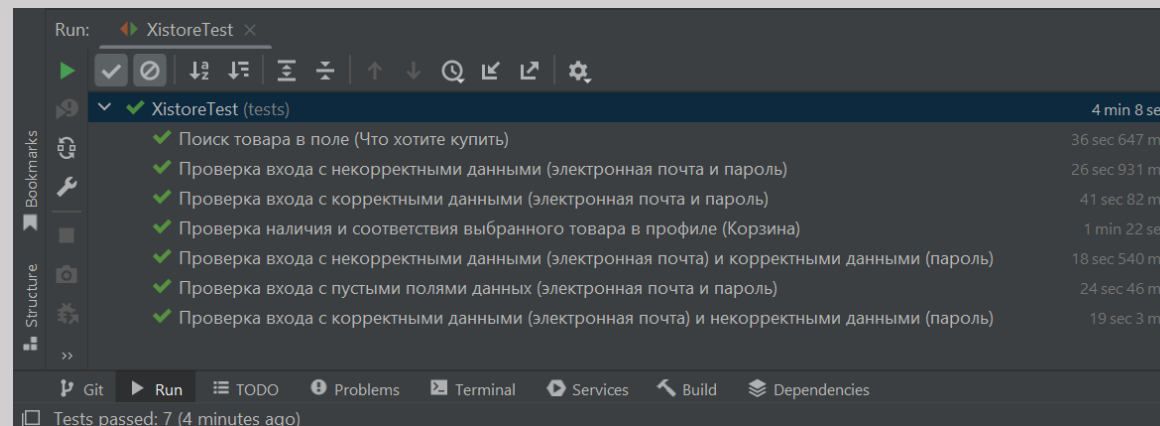 Run: XistoreTest
XistoreTest (tests) 4 min 8 se
Поиск товара в поле (Что хотите купить) 36 sec 647 m
Проверка входа с некорректными данными (электронная почта и пароль) 26 sec 931 m
Проверка входа с корректными данными (электронная почта и пароль) 41 sec 82 m
Проверка наличия и соответствия выбранного товара в профиле (Корзина) 1 min 22 se
Проверка входа с некорректными данными (электронная почта) и корректными данными (пароль) 18 sec 540 m
Проверка входа с пустыми полями данных (электронная почта и пароль) 24 sec 46 m
Проверка входа с корректными данными (электронная почта) и некорректными данными (пароль) 19 sec 3 m
Bookmarks
Structure
Git Run TODO Problems Terminal Services Build Dependencies
Tests passed: 7 (4 minutes ago)